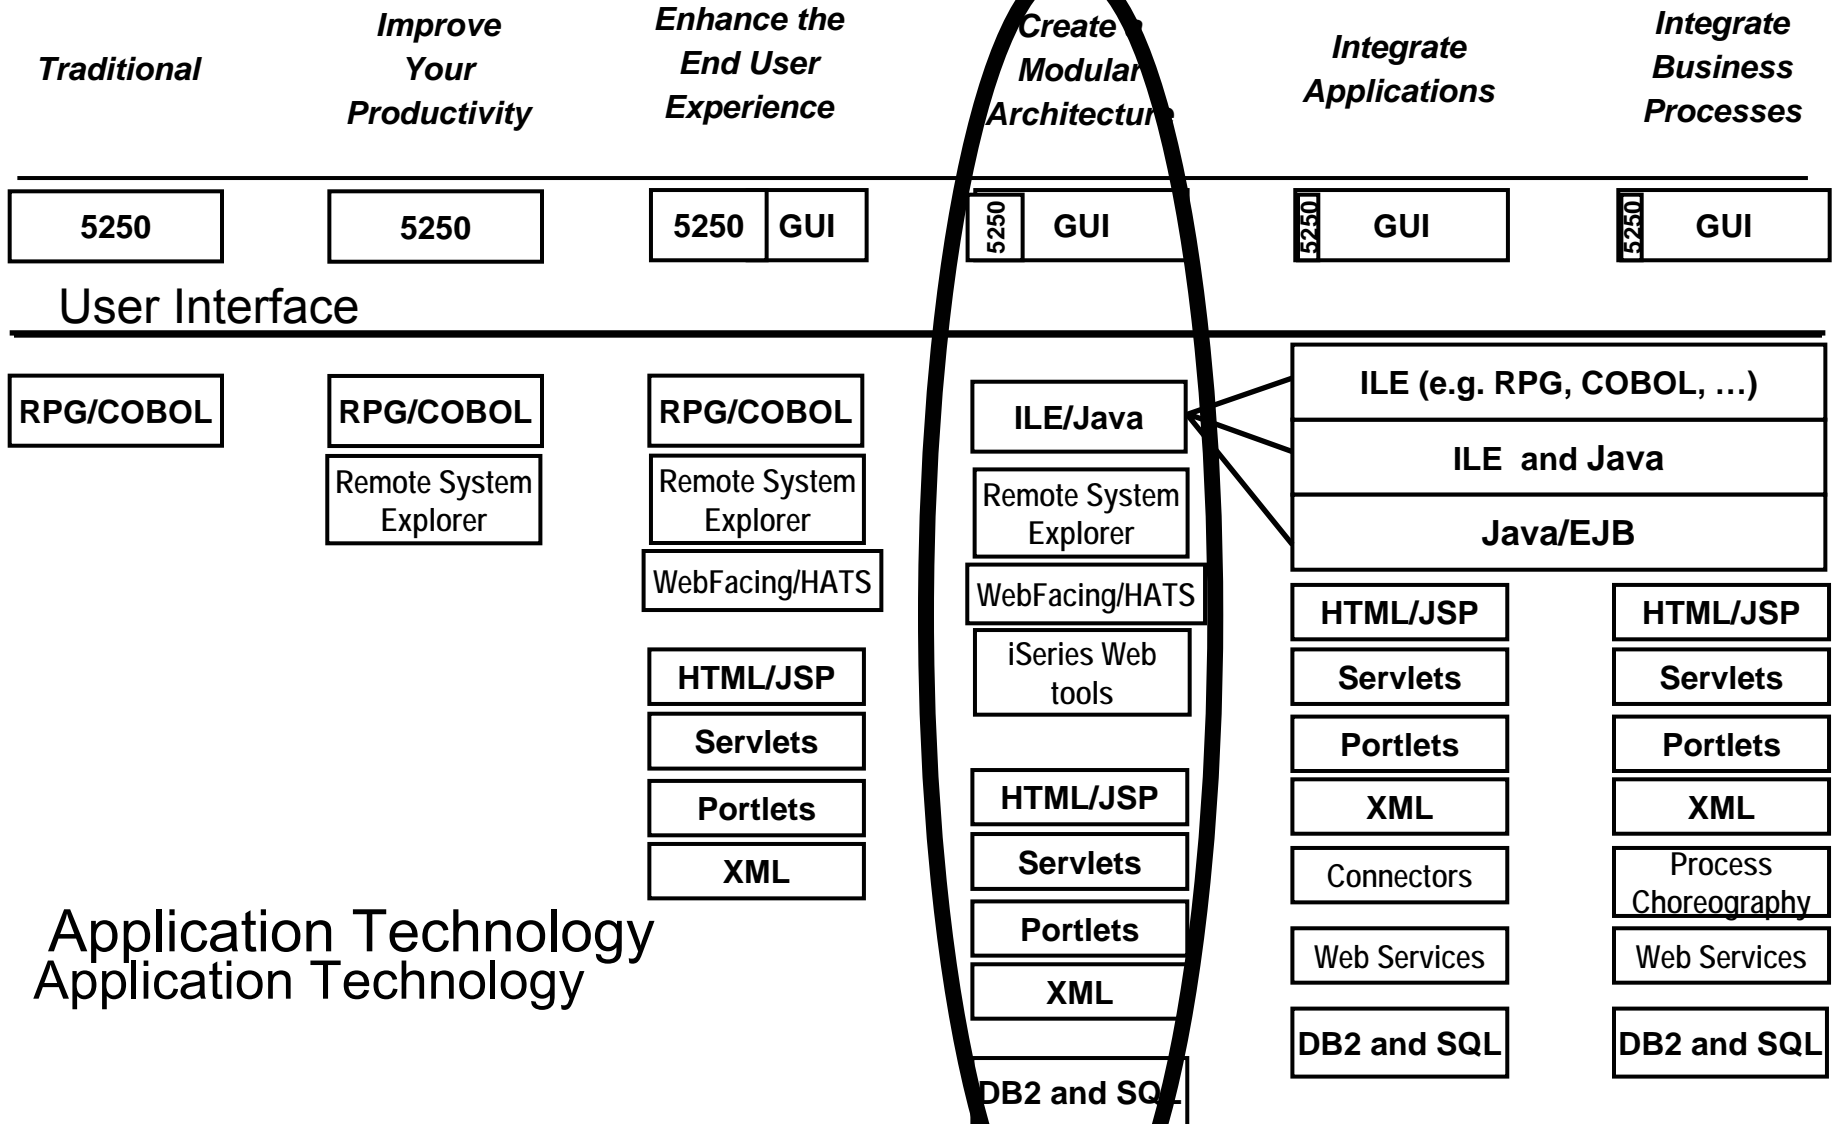 Traditional
Improve
Your
Productivity
Enhance the
End User
Experience
Create a
Modular
Architecture
Integrate
Applications
Integrate
Business
Processes
5250
5250
5250 GUI
5250 GUI
5250 GUI
5250 GUI
User Interface
RPG/COBOL
RPG/COBOL
Remote System
Explorer
RPG/COBOL
Remote System
Explorer
WebFacing/HATS
HTML/JSP
Servlets
Portlets
XML
ILE/Java
Remote System
Explorer
WebFacing/HATS
iSeries Web
tools
HTML/JSP
Servlets
Portlets
XML
DB2 and SQL
ILE (e.g. RPG, COBOL, …)
ILE and Java
Java/EJB
HTML/JSP
Servlets
Portlets
XML
Connectors
Web Services
DB2 and SQL
HTML/JSP
Servlets
Portlets
XML
Process
Choreography
Web Services
DB2 and SQL
Application Technology
Application Technology